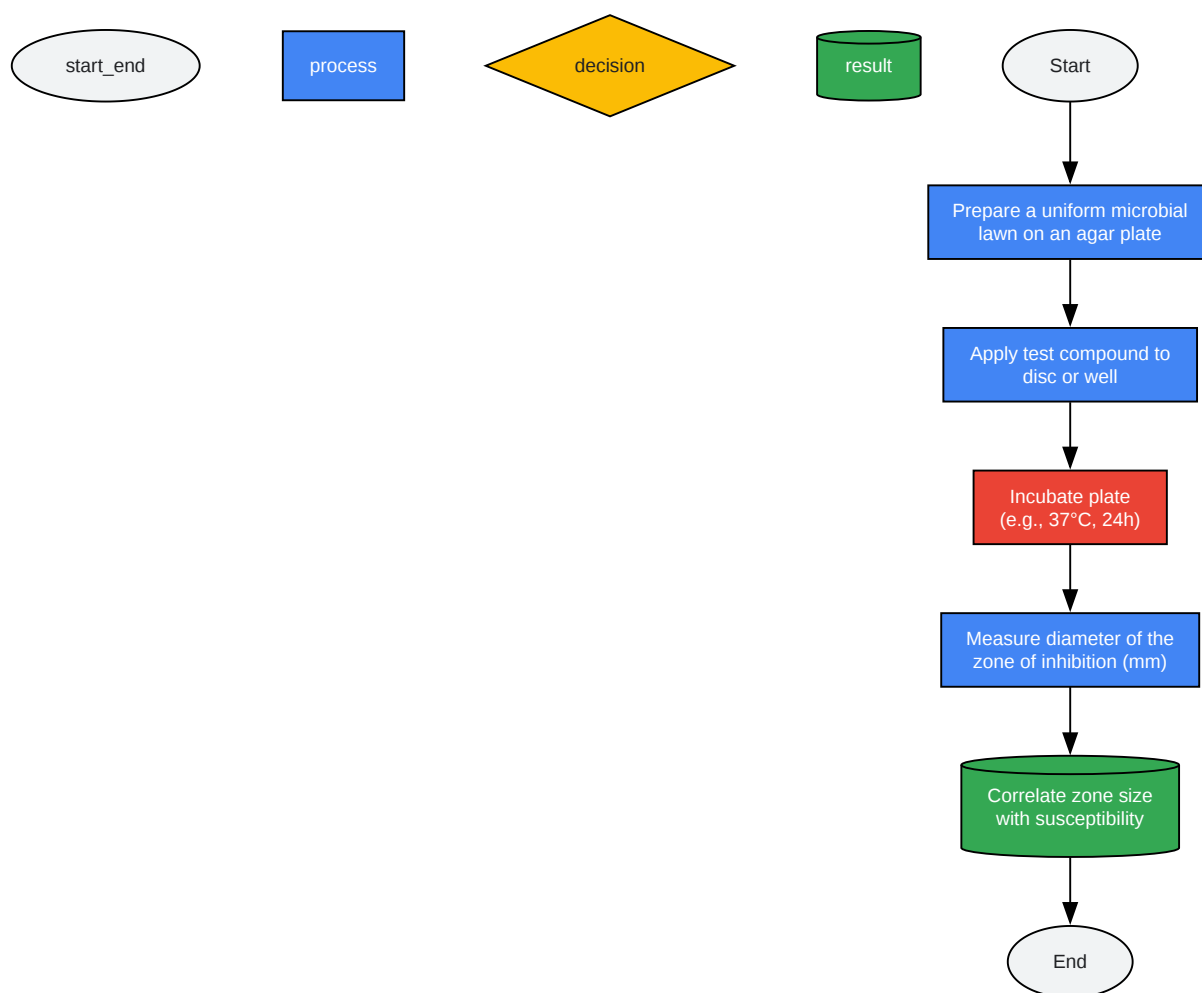 start_end
process
decision
result
Start
Prepare a uniform microbial
lawn on an agar plate
Apply test compound to
disc or well
Incubate plate
(e.g., 37°C, 24h)
Measure diameter of the
zone of inhibition (mm)
Correlate zone size
with susceptibility
End